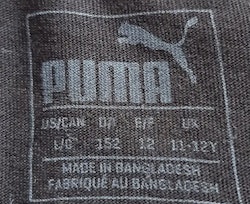 PUMA
US/CAN D/I E/F UK
L/G 152 12 11-12Y
MADE IN BANGLADESH
FABRIQUÉ AU BANGLADESH